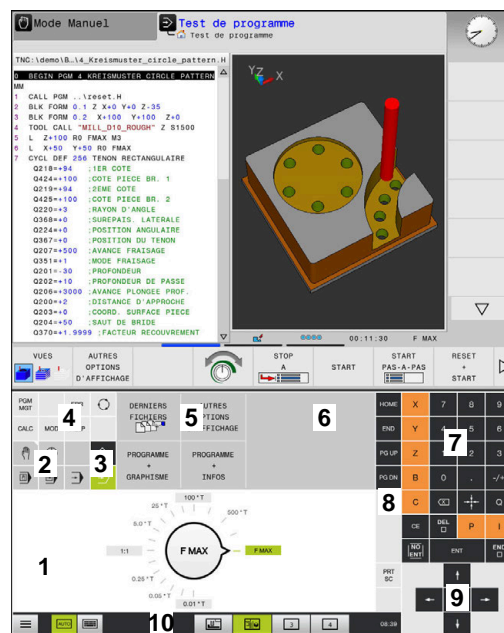 Mode Manuel
Test de programme
Test de programme
TNC:\demo\B…\4_Kreismuster_circle_pattern.H
0 BEGIN PGM 4_KREISMUSTER_CIRCLE_PATTERN
MM
1 CALL PGM ..\reset.H
2 BLK FORM 0.1 Z X+0 Y+0 Z-35
3 BLK FORM 0.2 X+100 Y+100 Z+0
4 TOOL CALL "MILL_D10_ROUGH" Z S1500
5 L Z+100 R0 FMAX M3
6 L X+50 Y+50 R0 FMAX
7 CYCL DEF 256 TENON RECTANGULAIRE
Q218=+94 ;1ER COTE
Q424=+100 ;COTE PIECE BR. 1
Q219=+94 ;2EME COTE
Q425=+100 ;COTE PIECE BR. 2
Q220=+3 ;RAYON D'ANGLE
Q368=+0 ;SUREPAIS. LATERALE
Q224=+0 ;POSITION ANGULAIRE
Q367=+0 ;POSITION DU TENON
Q207=+500 ;AVANCE FRAISAGE
Q351=+1 ;MODE FRAISAGE
Q201=-30 ;PROFONDEUR
Q202=+10 ;PROFONDEUR DE PASSE
Q206=+3000 ;AVANCE PLONGEE PROF.
Q200=+2 ;DISTANCE D'APPROCHE
Q203=+0 ;COORD. SURFACE PIECE
Q204=+50 ;SAUT DE BRIDE
Q370=+1.9999 ;FACTEUR RECOUVREMENT
Y Z X
00:11:30 F MAX
VUES
AUTRES
OPTIONS
D'AFFICHAGE
STOP
A
START
START
PAS-A-PAS
RESET
+
START
PGM
MGT
CALC MOD
4
2
3
DERNIERS
FICHIERS
5
OPTIONS
6
PROGRAMME
+
GRAPHISME
PROGRAMME
+
INFOS
HOME X 7 8 9
END Y 5 6
PG UP Z 7 2 3
PG DN B 0 . -/+
8 C Q
CE DEL P I
NO
ENT
ENT
END
PRT
SC
9
1
100 °T
25 °T
500 °T
5.0 °T
1:1
F MAX
F MAX
0.25 °T
0.05 °T
0.01 °T
AUTO
10
3 4
08:39